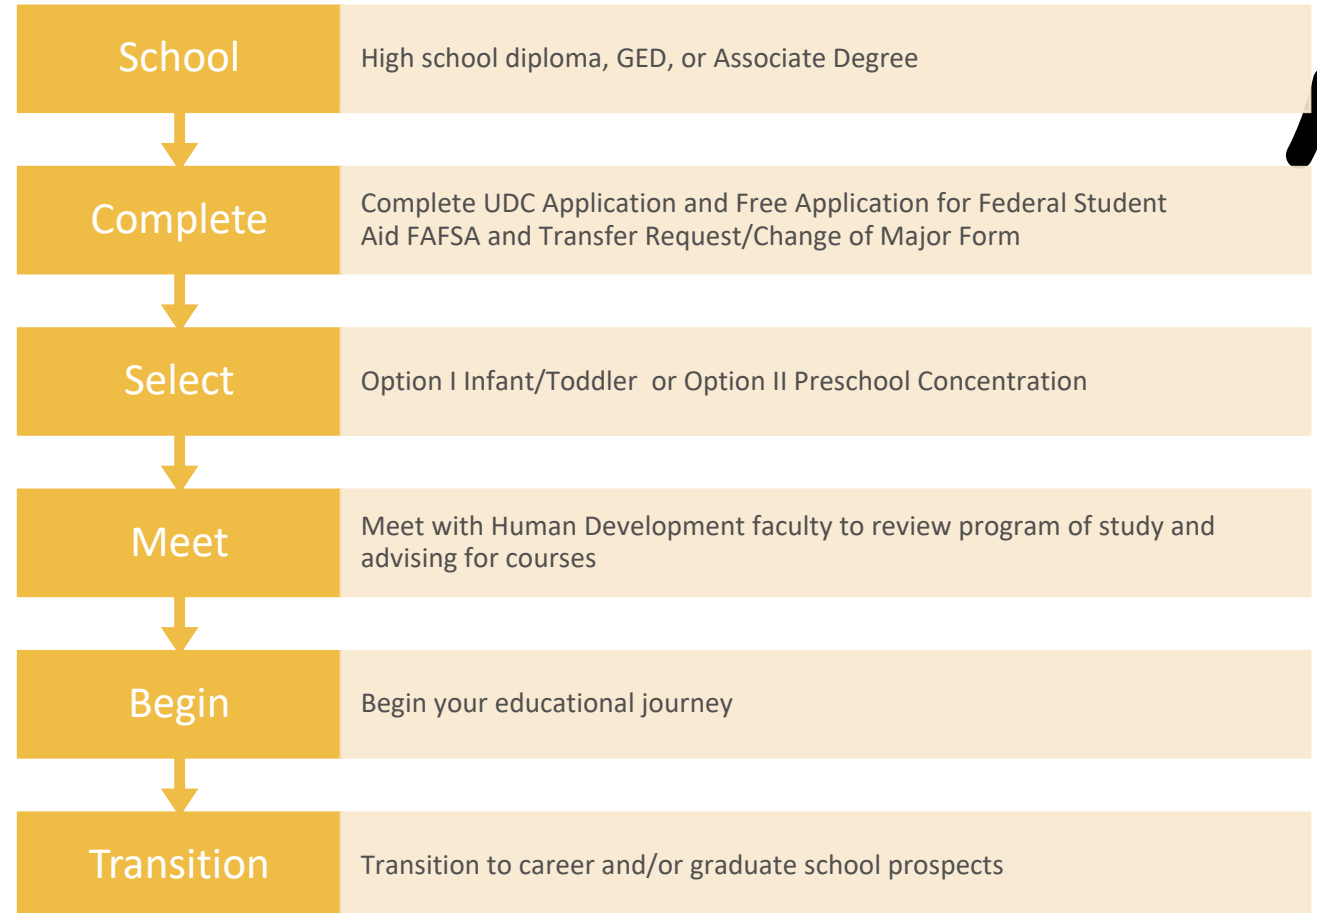 School
High school diploma, GED, or Associate Degree
Complete
Complete UDC Application and Free Application for Federal Student
Aid FAFSA and Transfer Request/Change of Major Form
Select
Option I Infant/Toddler  or Option II Preschool Concentration
Meet
Meet with Human Development faculty to review program of study and
advising for courses
Begin
Begin your educational journey
Transition
Transition to career and/or graduate school prospects